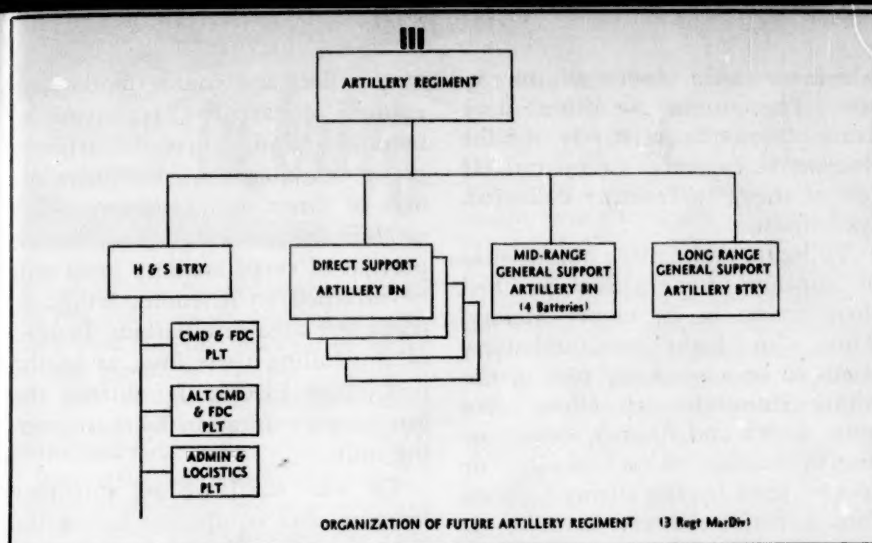 III
ARTILLERY REGIMENT
H & S BTRY.
DIRECT SUPPORT
ARTILLERY BN
MID-RANGE
GENERAL SUPPORT
ARTILLERY BN
(4 Batteries)
LONG RANGE
GENERAL SUPPORT
ARTILLERY BTRY
CMD & FDC
PLT
ALT CMD
& FDC
PLT
ADMIN &
LOGISTICS
PLT
ORGANIZATION OF FUTURE ARTILLERY REGIMENT (3 Regt MarDiv)